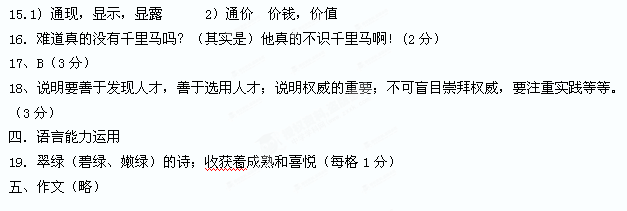 15.1）通现，显示，显露 2）通价 价钱，价值
16．难道真的没有千里马吗？（其实是）他真的不识千里马啊！（2 分）
17、B（3 分）
18、说明要善于发现人才，善于选用人才；说明权威的重要；不可盲目崇拜权威，要注重实践等等。
（3 分）
四．语言能力运用
19．翠绿（碧绿、嫩绿）的诗；收获着成熟和喜悦（每格 1 分）
五、作文（略）